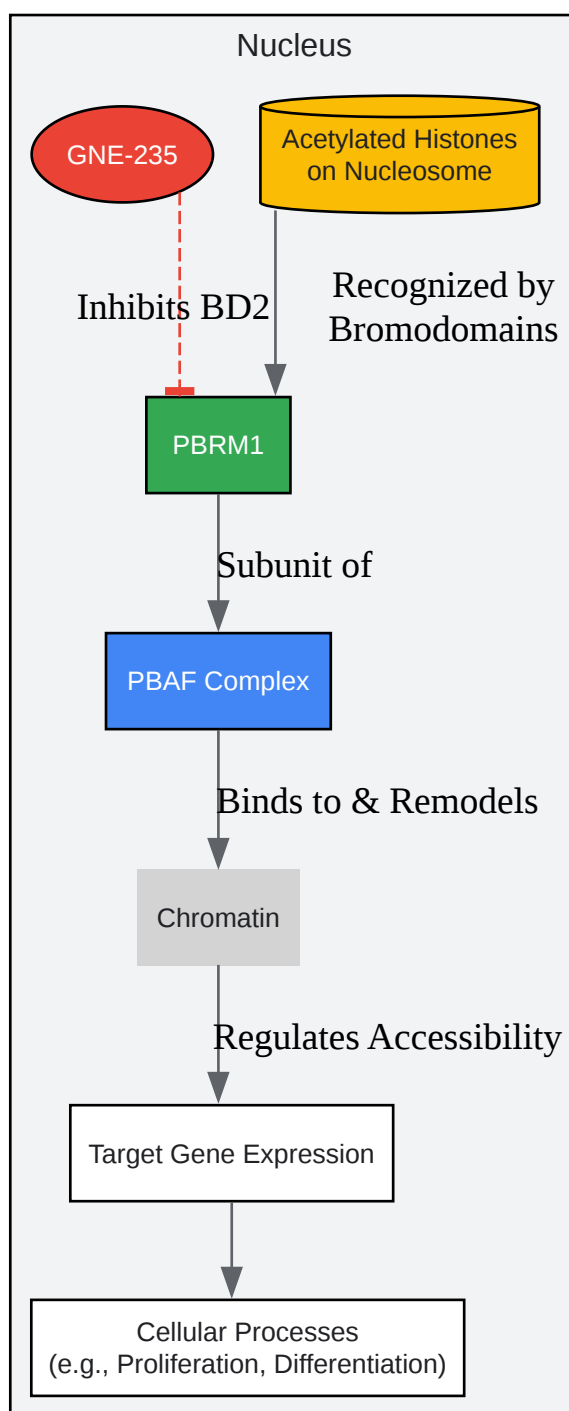 Nucleus
GNE-235
Acetylated Histones
on Nucleosome
Inhibits BD2
Recognized by
Bromodomains
PBRM1
Subunit of
PBAF Complex
Binds to & Remodels
Chromatin
Regulates Accessibility
Target Gene Expression
Cellular Processes
(e.g., Proliferation, Differentiation)